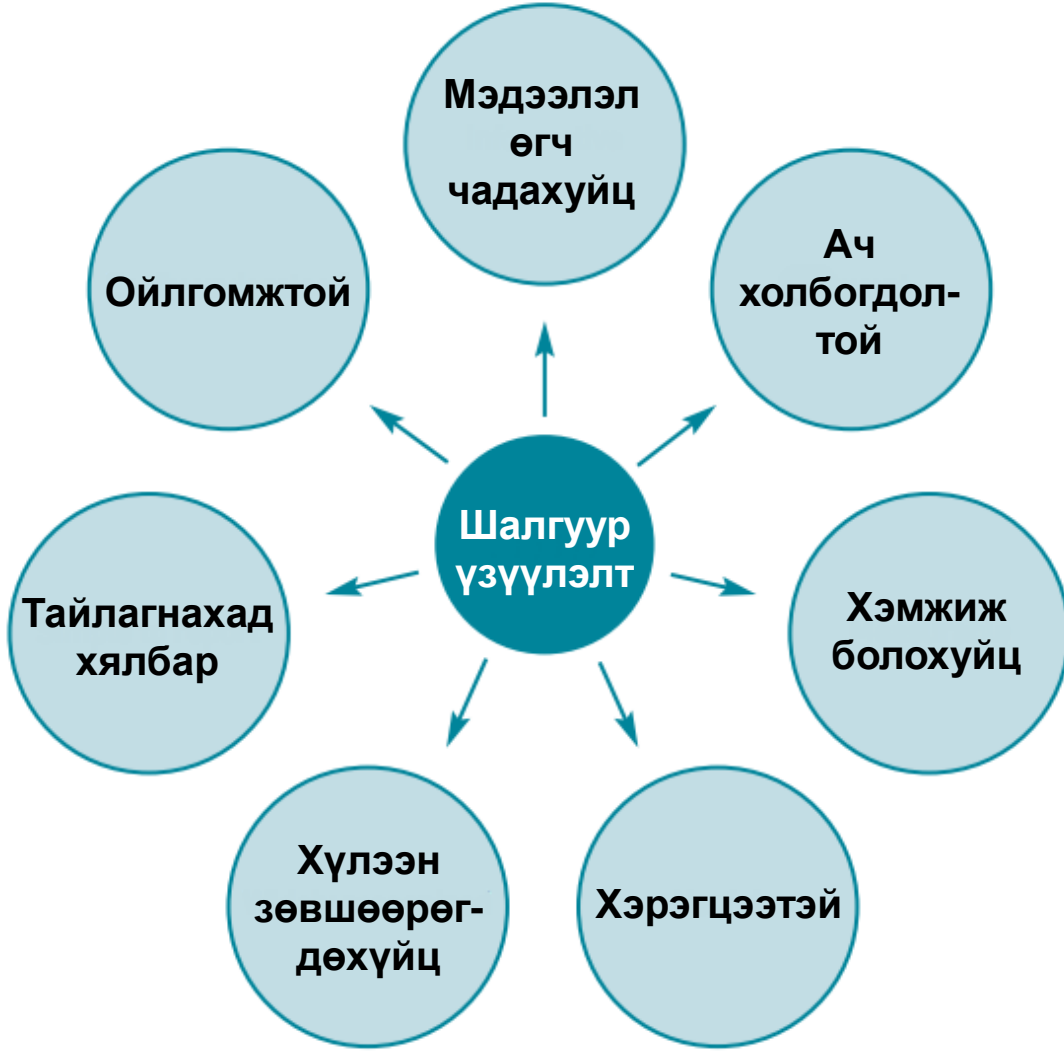 Мэдээлэл
өгч
чадахуйц
Ач
холбогдол-
той
Ойлгомжтой
Шалгуур
үзүүлэлт
Хэмжиж
болохуйц
Тайлагнахад
хялбар
Хүлээн
зөвшөөрөг-
дөхүйц
Хэрэгцээтэй